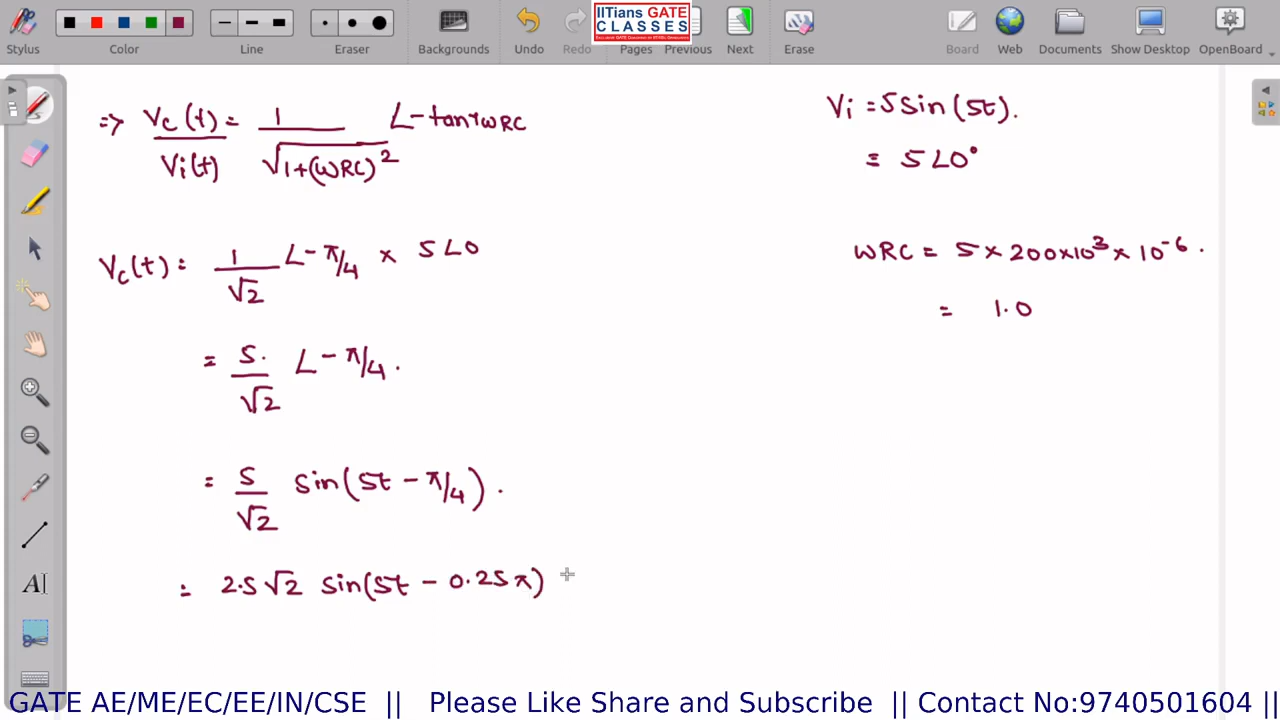 Stylus Color Line Eraser Backgrounds Undo Redo Pages Previous Next Erase Board Web Documents Show Desktop OpenBoard
IITians GATE
CLASSES
⇒ Vc(t) / Vi(t) = 1 / √1+(ωRC)² ∠-tan⁻¹ωRC
Vi = 5sin(5t).
= 5∠0°
Vc(t) = 1/√2 ∠-π/4 × 5∠0
ωRC = 5×200×10³×10⁻⁶.
= 1.0
= 5./√2 ∠-π/4.
= 5/√2 sin(5t-π/4).
= 2.5√2 sin(5t-0.25π)
GATE AE/ME/EC/EE/IN/CSE || Please Like Share and Subscribe || Contact No:9740501604 ||